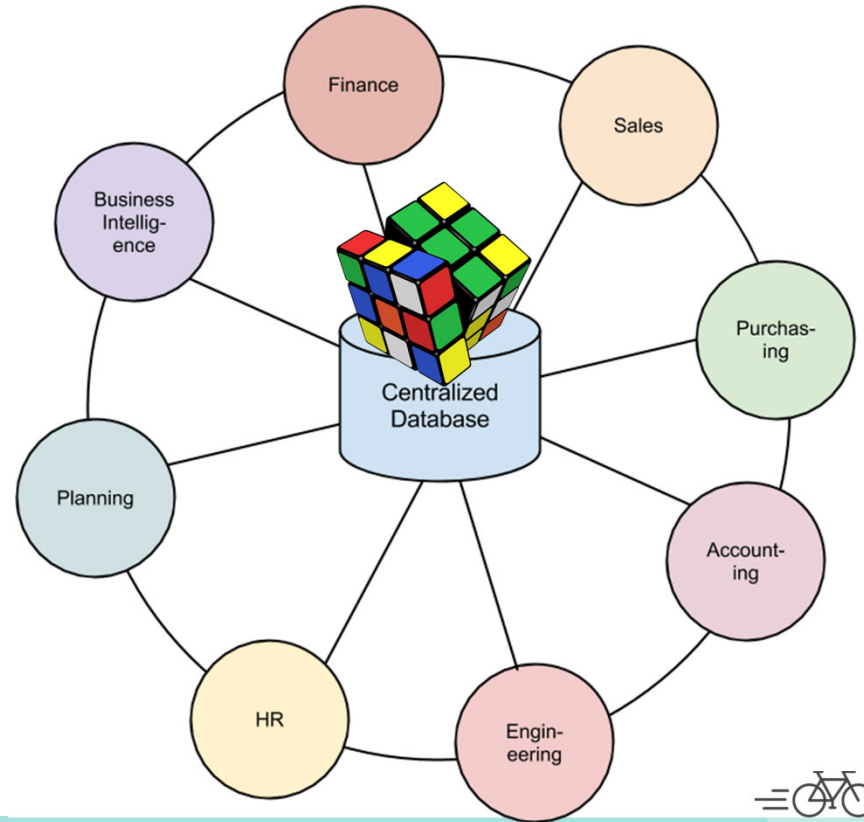 Finance
Sales
Business
Intellig-
ence
Purchas-
ing
Centralized
Database
Planning
Account-
ing
HR
Engin-
eering